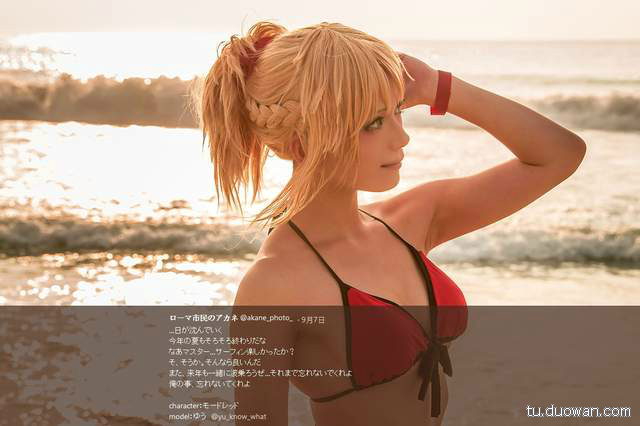 ローマ市民のアカネ @akane_photo_ · 9月7日
...日が沈んでいく
今年の夏もそろそろ終わりだな
なあマスター...サーフィン楽しかったか？
そ、そうか。そんなら良いんだ
また、来年も一緒に波乗ろうぜ...それまで忘れないでくれよ
俺の事、忘れないでくれよ
character：モードレッド
model：ゆう @yu_know_what
tu.duowan.com